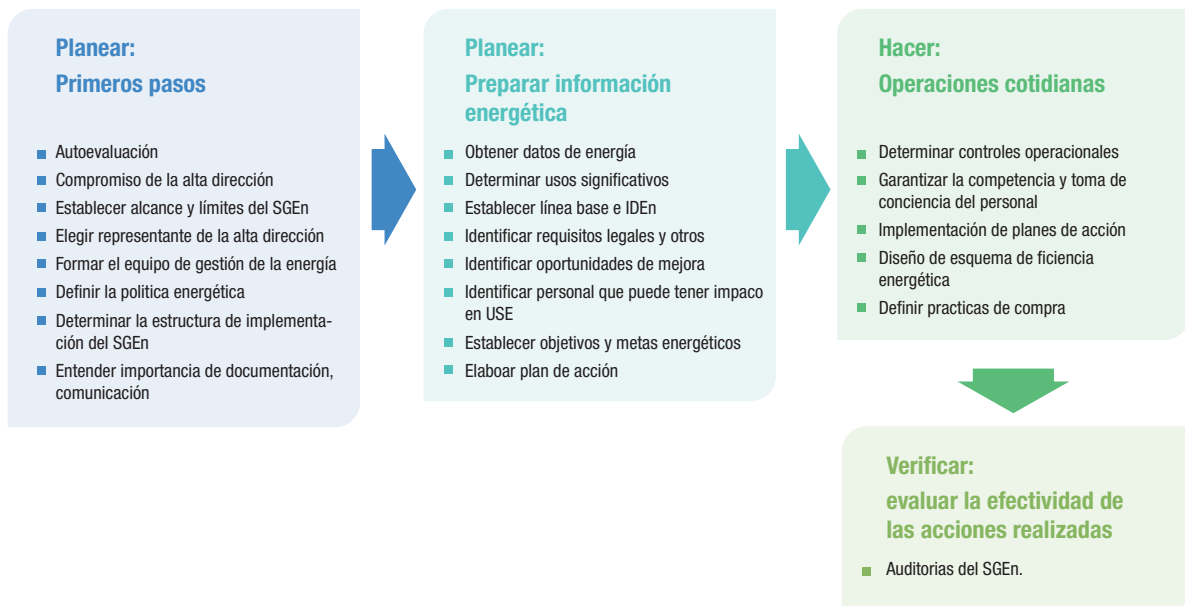 Planear:
Primeros pasos
Autoevaluación
Compromiso de la alta dirección
Establecer alcance y límites del SGEn
Elegir representante de la alta dirección
Formar el equipo de gestión de la energía
Definir la politica energética
Determinar la estructura de implementa-
ción del SGEn
Entender importancia de documentación,
comunicación
Planear:
Preparar información
energética
Obtener datos de energía
Determinar usos significativos
Establecer línea base e IDEn
Identificar requisitos legales y otros
Identificar oportunidades de mejora
Identificar personal que puede tener impaco
en USE
Establecer objetivos y metas energéticos
Elaboar plan de acción
Hacer:
Operaciones cotidianas
Determinar controles operacionales
Garantizar la competencia y toma de
conciencia del personal
Implementación de planes de acción
Diseño de esquema de ficiencia
energética
Definir practicas de compra
Verificar:
evaluar la efectividad de
las acciones realizadas
Auditorias del SGEn.